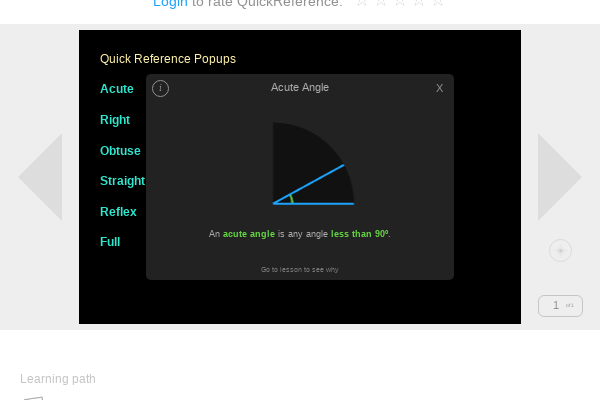 Login to rate QuickReference.
Quick Reference Popups
Acute
Right
Obtuse
Straight
Reflex
Full
i
Acute Angle
X
An acute angle is any angle less than 90º.
Go to lesson to see why
1
Learning path